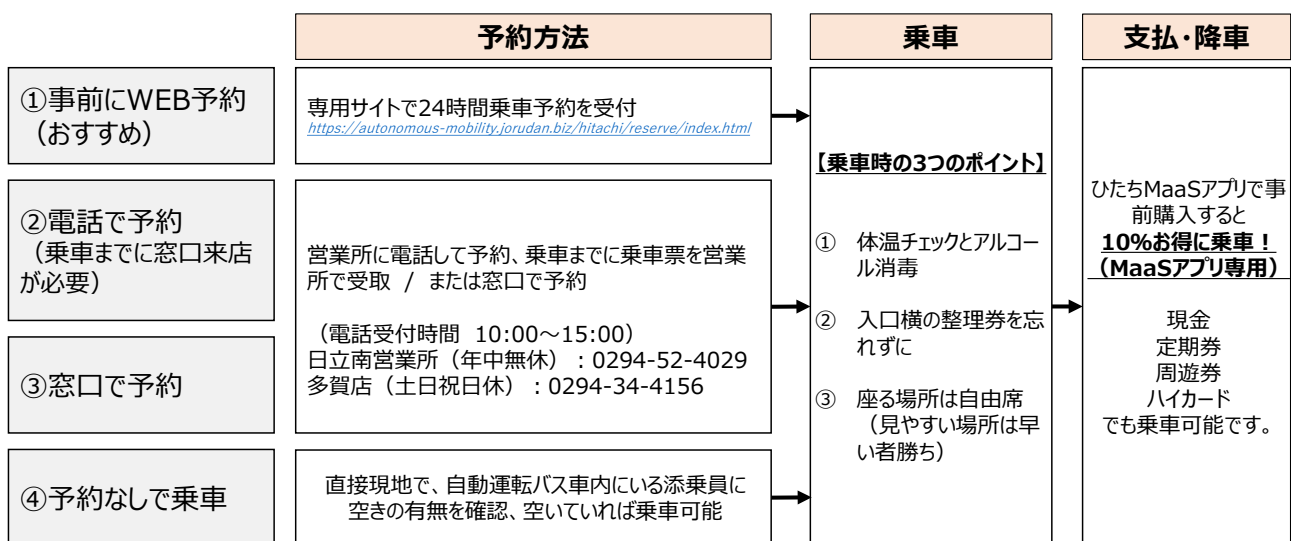 予約方法
乗車
支払・降車
①事前にWEB予約
（おすすめ）
専用サイトで24時間乗車予約を受付
https://autonomous-mobility.jorudan.biz/hitachi/reserve/index.html
②電話で予約
（乗車までに窓口来店
が必要）
③窓口で予約
営業所に電話して予約、乗車までに乗車票を営業
所で受取 / または窓口で予約
（電話受付時間 10:00～15:00）
日立南営業所（年中無休）：0294-52-4029
多賀店（土日祝日休）：0294-34-4156
④予約なしで乗車
直接現地で、自動運転バス車内にいる添乗員に
空きの有無を確認、空いていれば乗車可能
【乗車時の3つのポイント】
① 体温チェックとアルコー
ル消毒
② 入口横の整理券を忘
れずに
③ 座る場所は自由席
（見やすい場所は早
い者勝ち）
ひたちMaaSアプリで事
前購入すると
10%お得に乗車！
（MaaSアプリ専用）
現金
定期券
周遊券
ハイカード
でも乗車可能です。